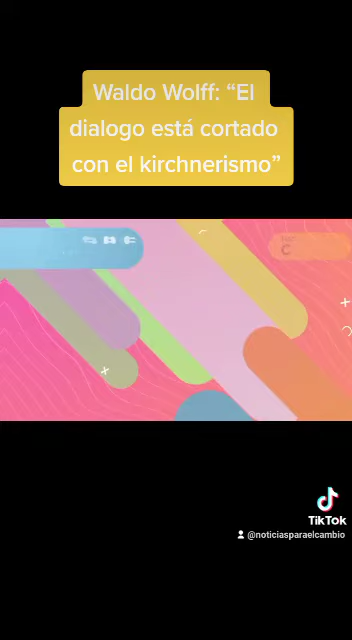 Waldo Wolff: “El
dialogo está cortado
con el kirchnerismo”
C
TikTok
@noticiasparaelcambio